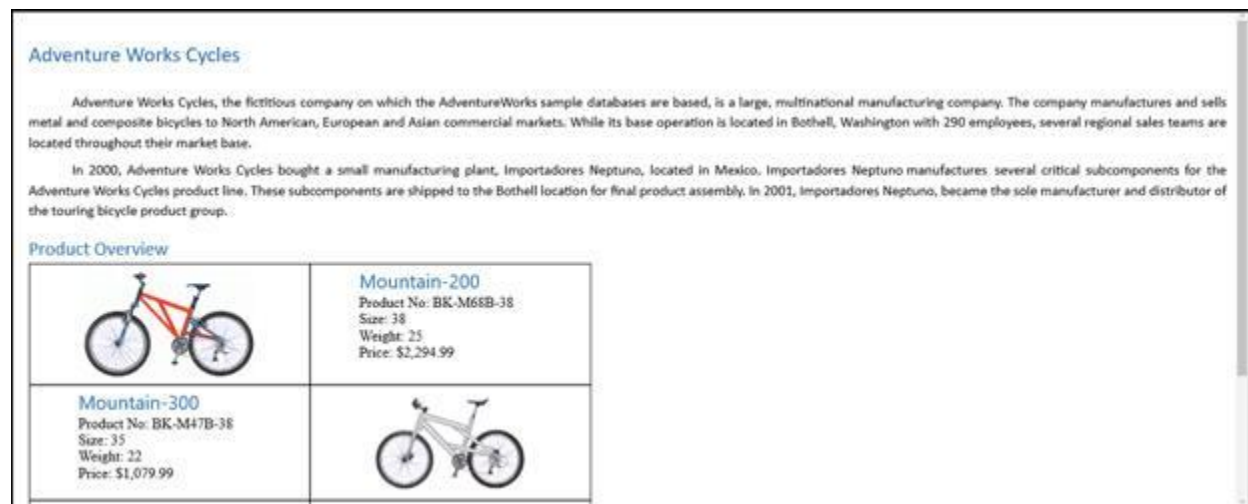 Adventure Works Cycles
Adventure Works Cycles, the fictitious company on which the AdventureWorks sample databases are based, is a large, multinational manufacturing company. The company manufactures and sells
metal and composite bicycles to North American, European and Asian commercial markets. While its base operation is located in Bothell, Washington with 290 employees, several regional sales teams are
located throughout their market base.
In 2000, Adventure Works Cycles bought a small manufacturing plant, Importadores Neptuno, located in Mexico. Importadores Neptuno manufactures several critical subcomponents for the
Adventure Works Cycles product line. These subcomponents are shipped to the Bothell location for final product assembly. In 2001, Importadores Neptuno, became the sole manufacturer and distributor of
the touring bicycle product group.
Product Overview
Mountain-200
Product No: BK-M68B-38
Size: 38
Weight: 25
Price: $2,294.99
Mountain-300
Product No: BK-M47B-38
Size: 35
Weight: 22
Price: $1,079.99